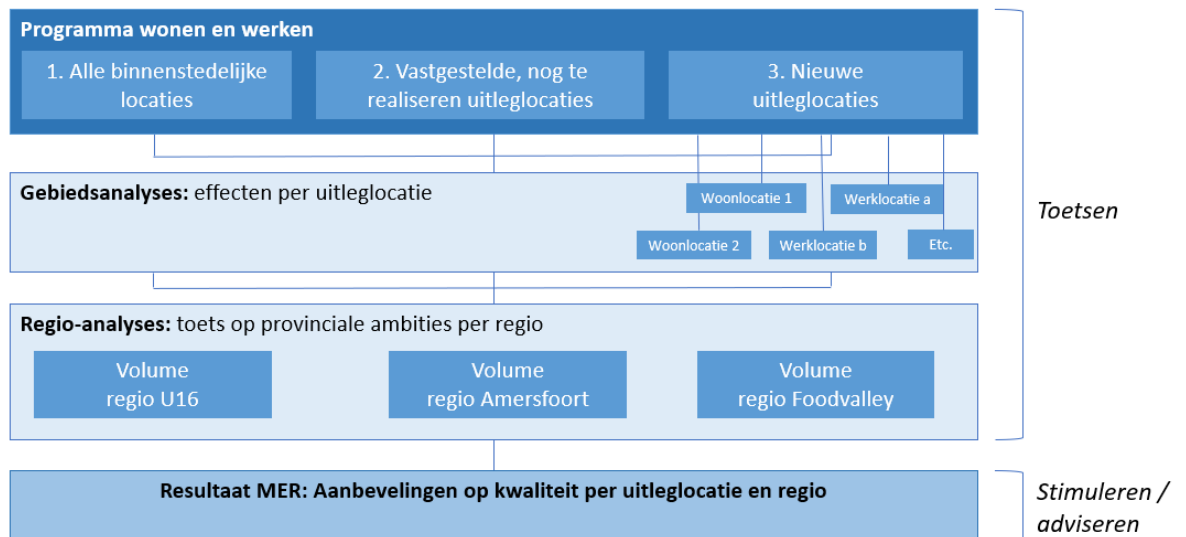 Programma wonen en werken
1. Alle binnenstedelijke
locaties
2. Vastgestelde, nog te
realiseren uitleglocaties
3. Nieuwe
uitleglocaties
Gebiedsanalyses: effecten per uitleglocatie
Woonlocatie 1
Werklocatie a
Woonlocatie 2
Werklocatie b
Etc.
Toetsen
Regio-analyses: toets op provinciale ambities per regio
Volume
regio U16
Volume
regio Amersfoort
Volume
regio Foodvalley
Resultaat MER: Aanbevelingen op kwaliteit per uitleglocatie en regio
Stimuleren /
adviseren